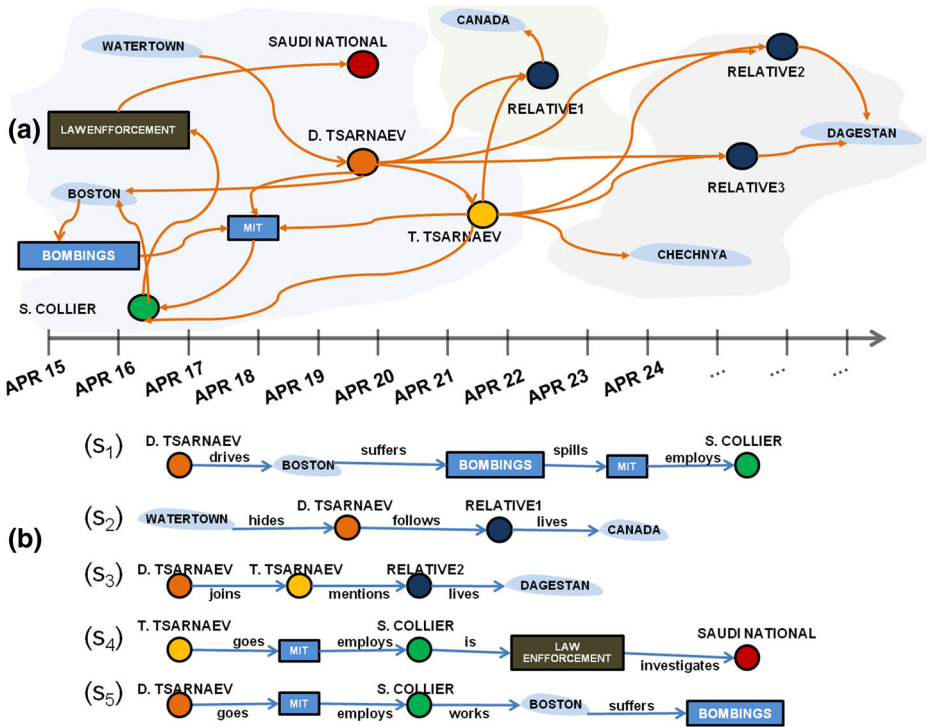 CANADA
WATERTOWN
SAUDI NATIONAL
RELATIVE2
RELATIVE1
(a)
LAW ENFFORCEMENT
D. TSARNAEV
DAGESTAN
BOSTON
RELATIVE3
MIT
T. TSARNAEV
BOMBINGS
CHECHNYA
S. COLLIER
APR 15 APR 16 APR 17 APR 18 APR 19 APR 20 APR 21 APR 22 APR 23 APR 24 ... ... ...
(s1) D. TSARNAEV drives BOSTON suffers BOMBINGS spills MIT employs S. COLLIER
(s2) WATERTOWN hides D. TSARNAEV follows RELATIVE1 lives CANADA
(b)
(s3) D. TSARNAEV joins T. TSARNAEV mentions RELATIVE2 lives DAGESTAN
(s4) T. TSARNAEV goes MIT employs S. COLLIER is LAW ENFFORCEMENT investigates SAUDI NATIONAL
(s5) D. TSARNAEV goes MIT employs S. COLLIER works BOSTON suffers BOMBINGS